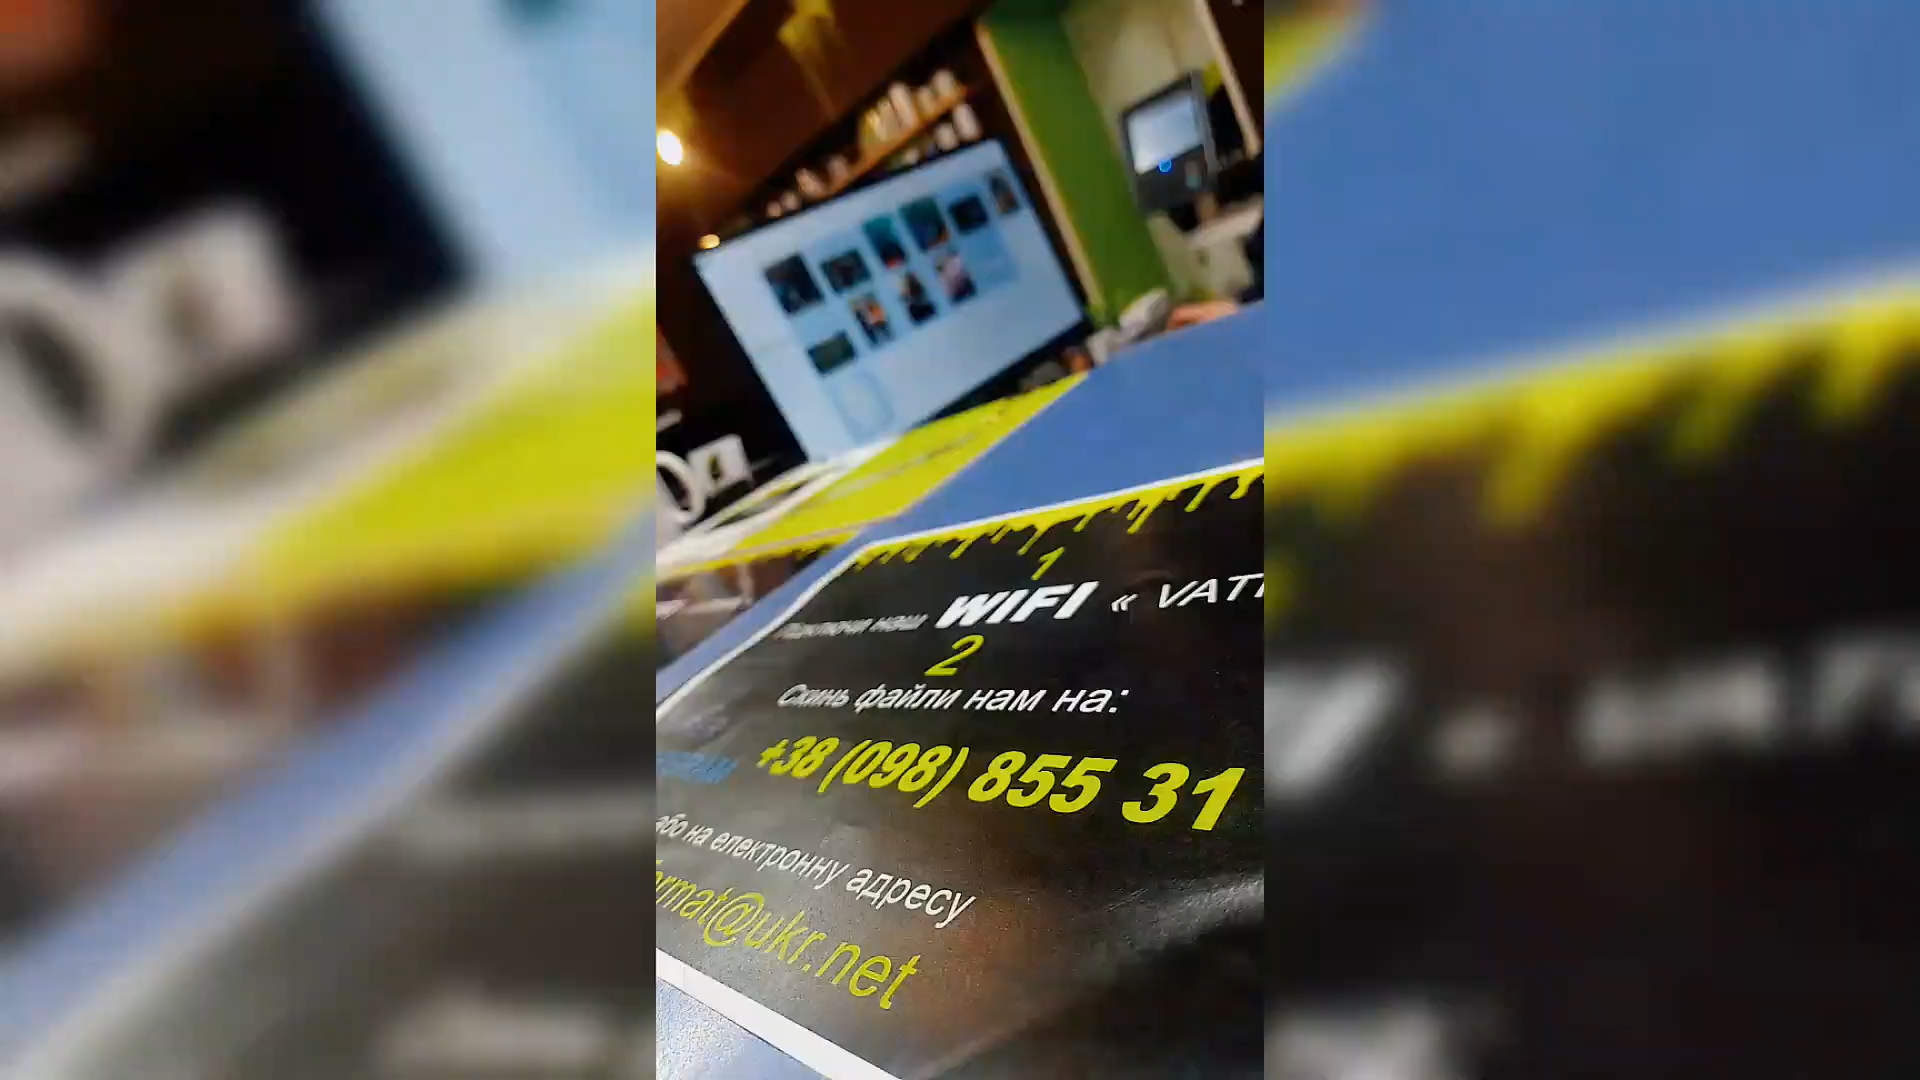 1
наш WIFI « VAT
2
Скинь файли нам на:
+38 (098) 855 31
або на електронну адресу
rmat@ukr.net